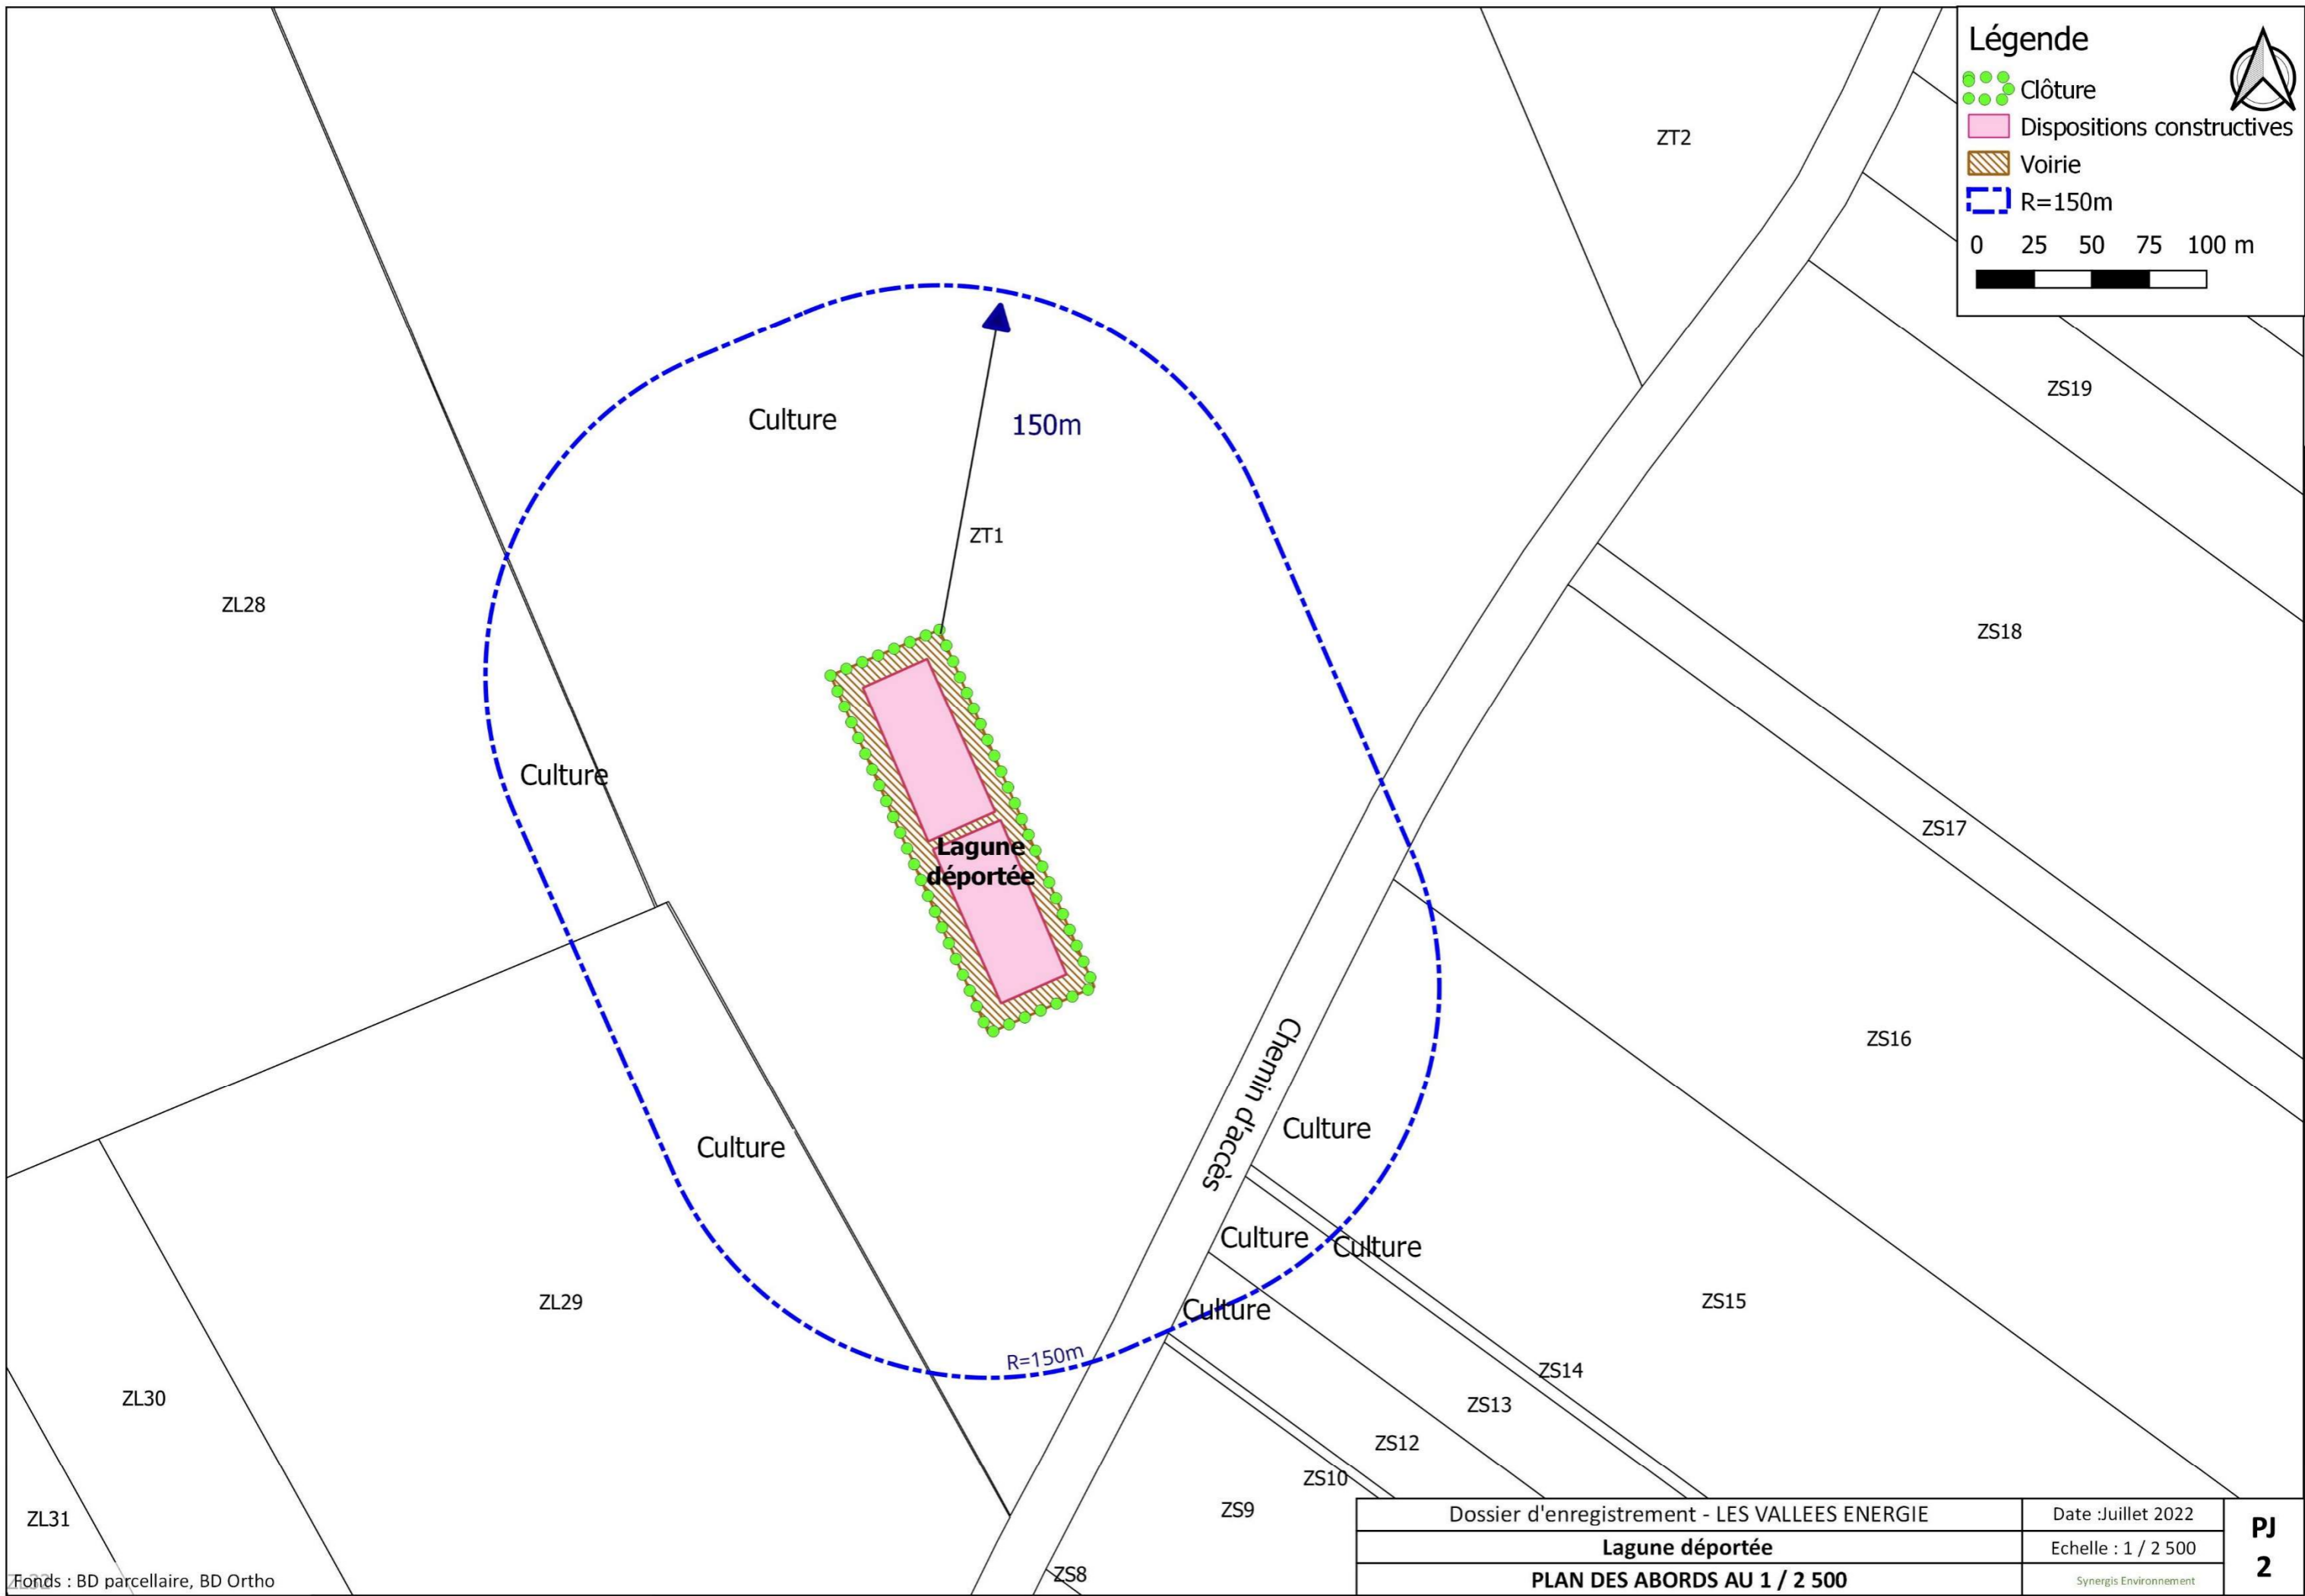 Légende
Clôture
Dispositions constructives
Voirie
R=150m
0 25 50 75 100 m
ZT2
ZS19
Culture
150m
ZT1
ZL28
ZS18
Culture
ZS17
Lagune
déportée
ZS16
Chemin d'accès
Culture
Culture
Culture
Culture
Culture
ZL29
ZS15
R=150m
ZS14
ZL30
ZS13
ZS12
ZS10
ZS9
ZL31
ZS8
Fonds : BD parcellaire, BD Ortho
Dossier d'enregistrement - LES VALLEES ENERGIE
Date :Juillet 2022
Lagune déportée
Echelle : 1 / 2 500
PLAN DES ABORDS AU 1 / 2 500
Synergis Environnement
PJ
2